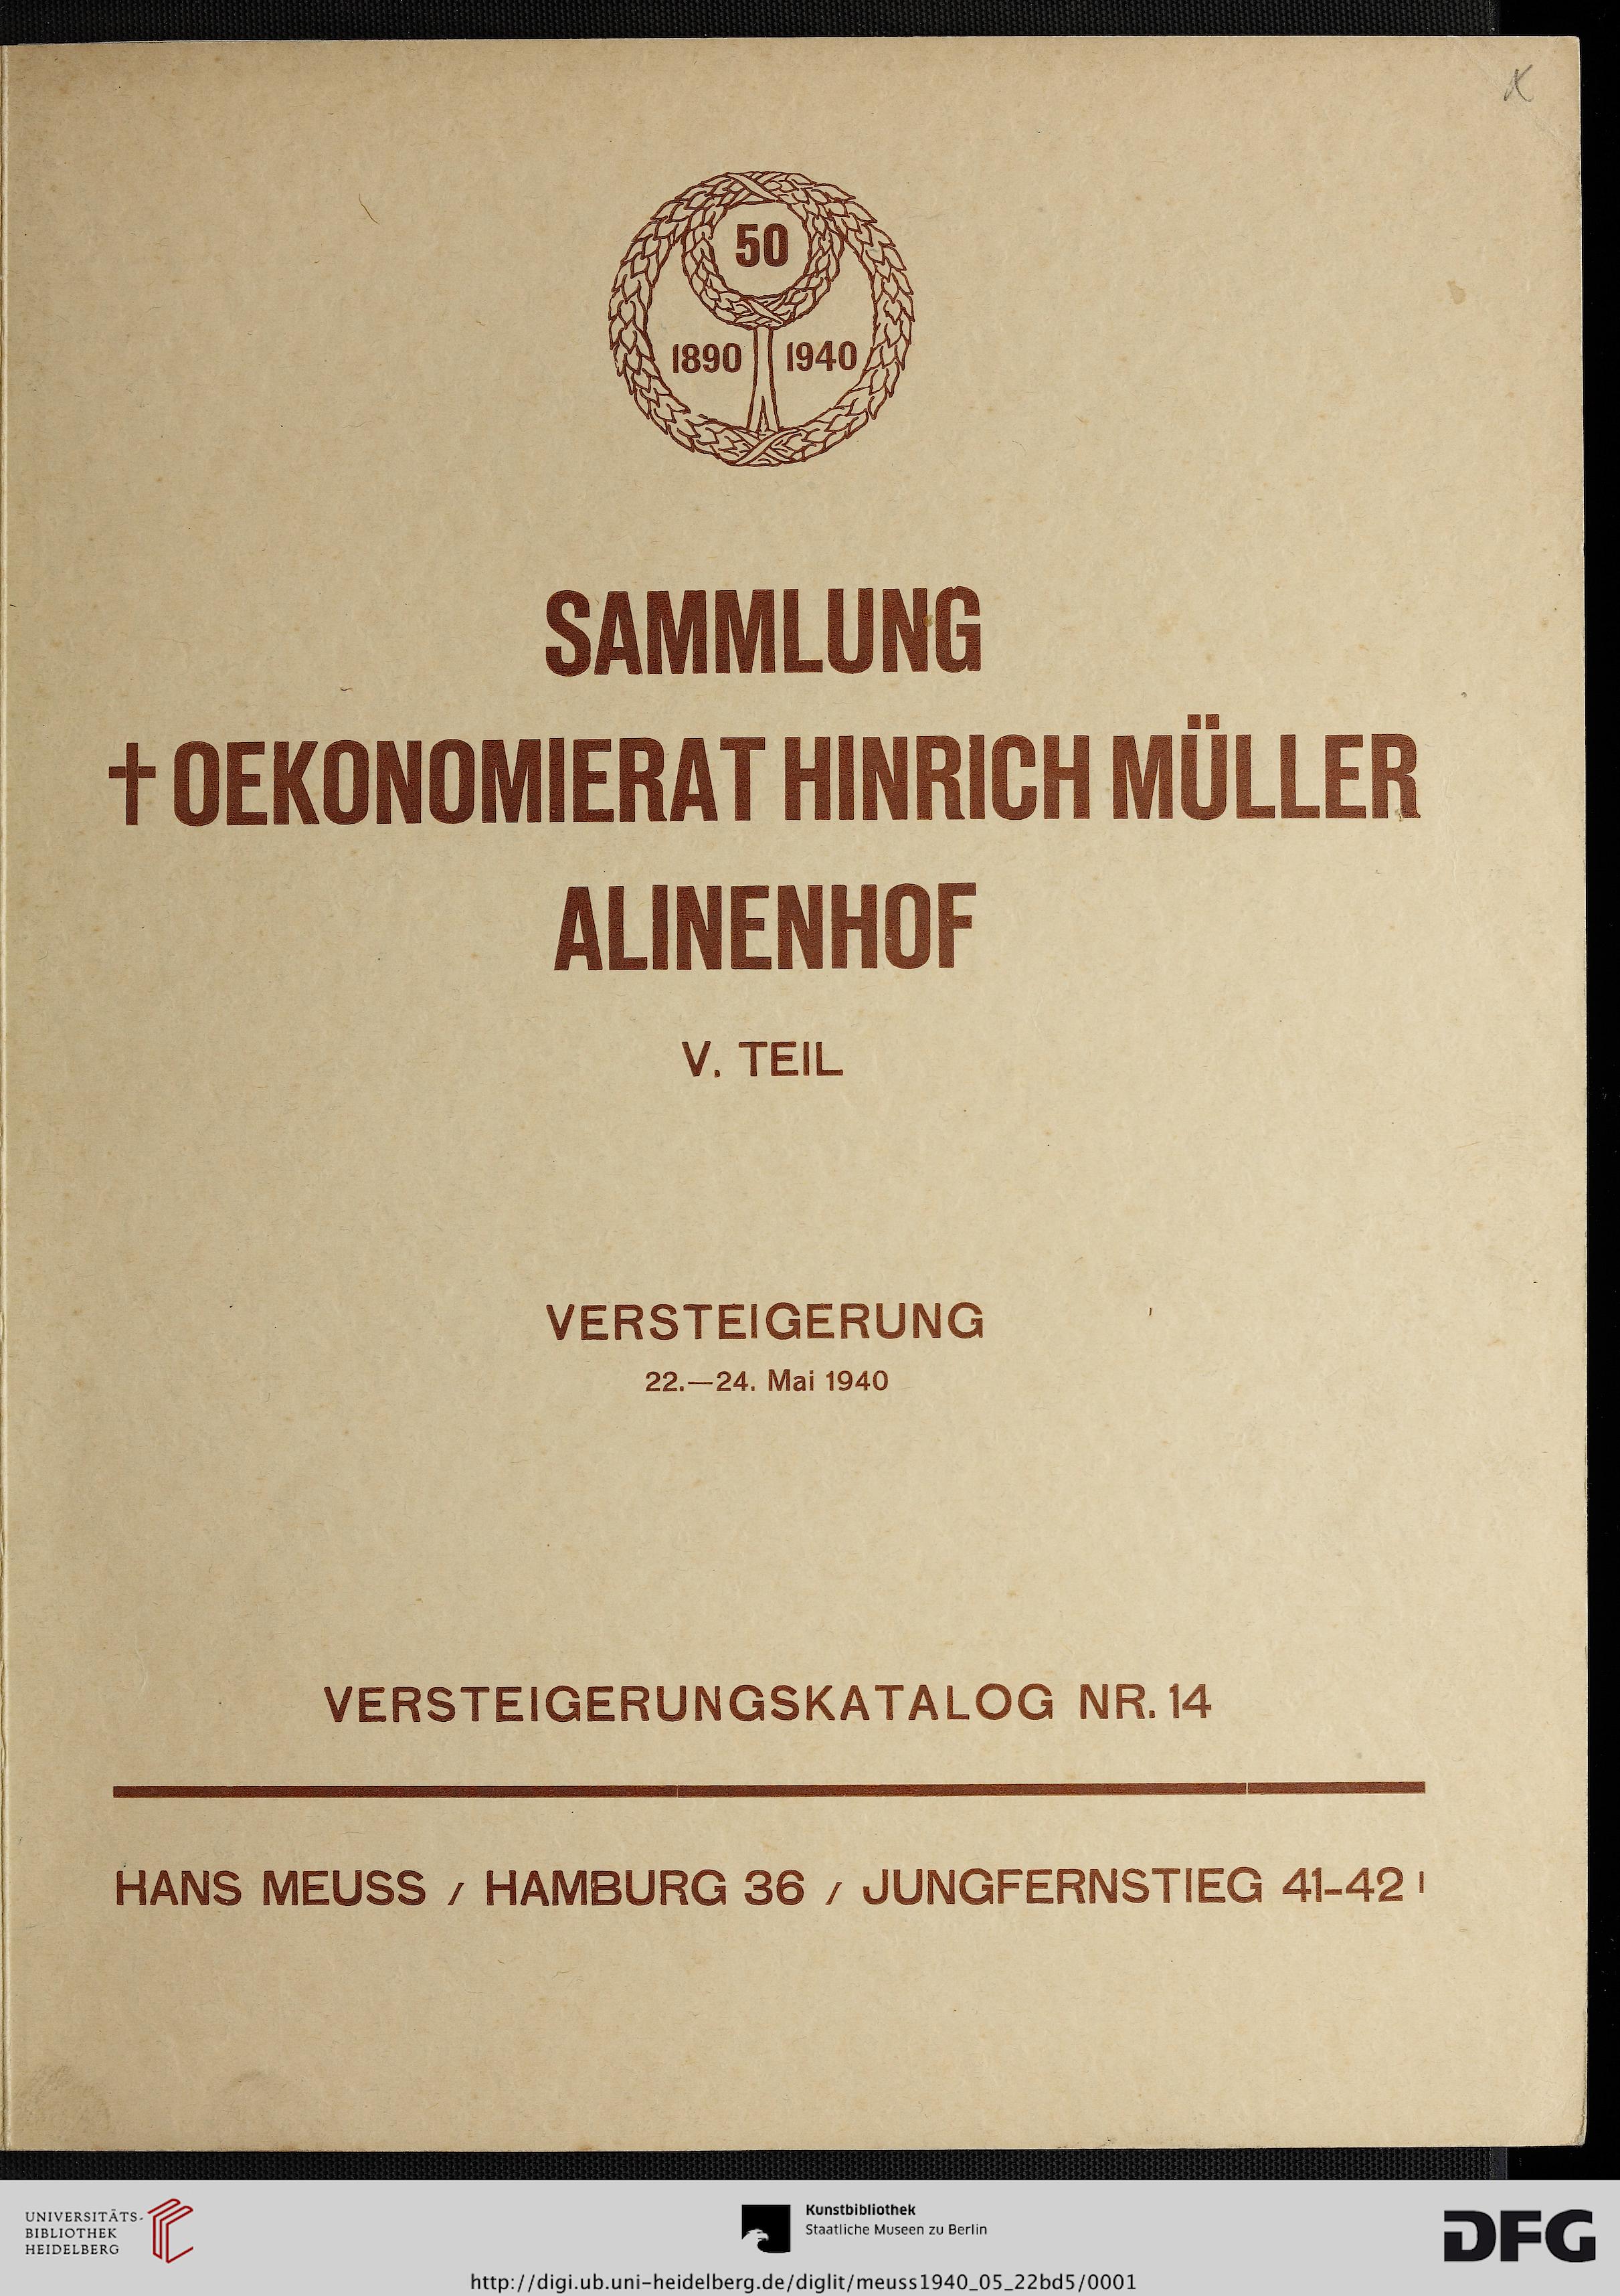 K
50
1890 1940
SAMMLUNG
† OEKONOMIERAT HINRICH MÜLLER
ALINENHOF
V. TEIL
VERSTEIGERUNG
22.—24. Mai 1940
VERSTEIGERUNGSKATALOG NR. 14
HANS MEUSS / HAMBURG 36 / JUNGFERNSTIEG 41-42 I
UNIVERSITÄTS-
BIBLIOTHEK
HEIDELBERG
Kunstbibliothek
Staatliche Museen zu Berlin
DFG
http://digi.ub.uni-heidelberg.de/diglit/meuss1940_05_22bd5/0001